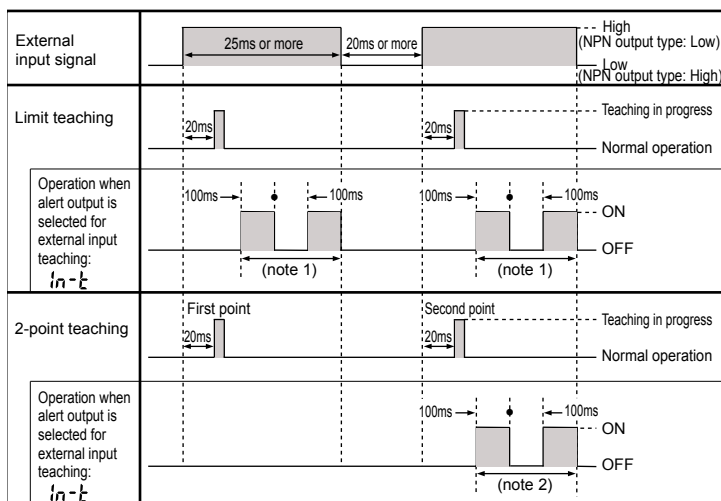 External
input signal
25ms or more
20ms or more
High
(NPN output type: Low)
Low
(NPN output type: High)
Limit teaching
20ms
20ms
Teaching in progress
Normal operation
Operation when
alert output is
selected for
external input
teaching:
in-t
100ms
100ms
100ms
100ms
ON
OFF
(note 1)
(note 1)
2-point teaching
First point
Second point
20ms
20ms
Teaching in progress
Normal operation
Operation when
alert output is
selected for
external input
teaching:
in-t
100ms
100ms
ON
OFF
(note 2)